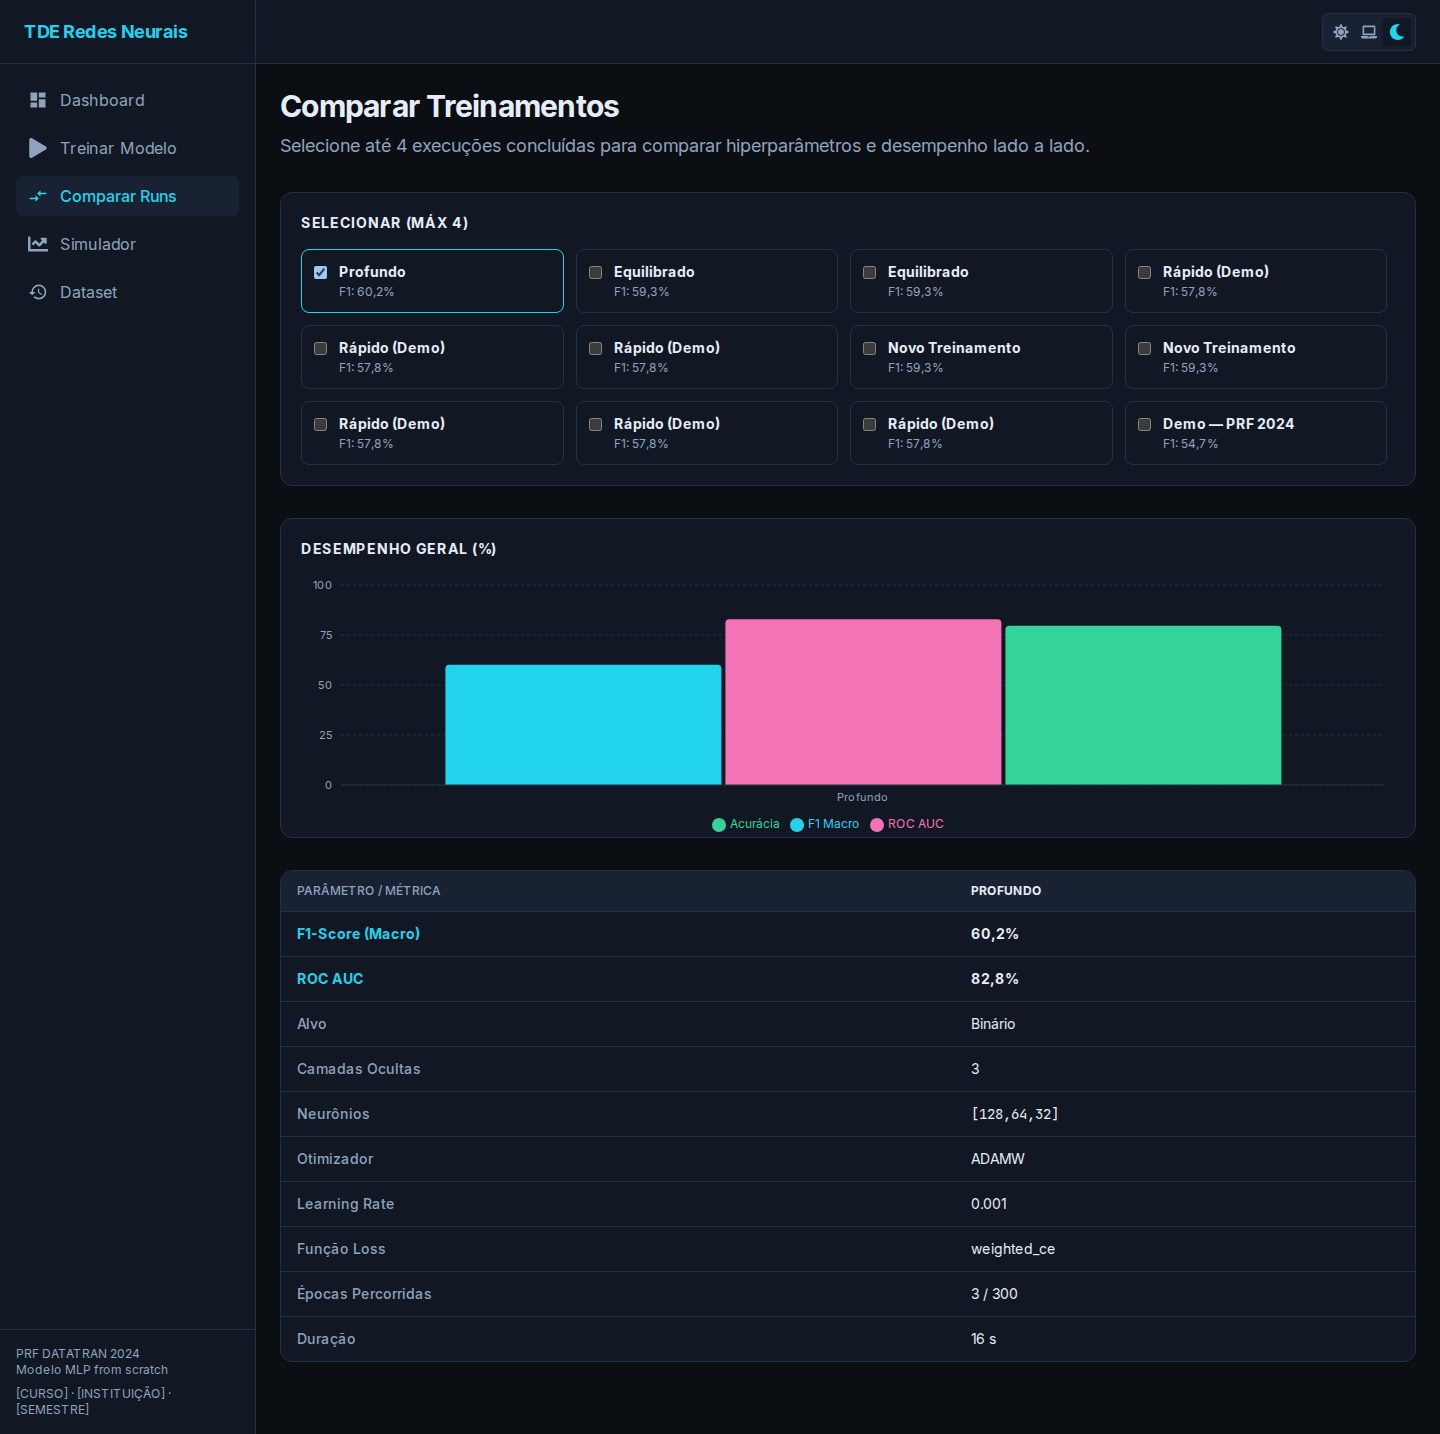 TDE Redes Neurais
Dashboard
Treinar Modelo
Comparar Runs
Simulador
Dataset
PRF DATATRAN 2024
Modelo MLP from scratch
[CURSO] · [INSTITUIÇÃO] ·
[SEMESTRE]
Comparar Treinamentos
Selecione até 4 execuções concluídas para comparar hiperparâmetros e desempenho lado a lado.
SELECIONAR (MÁX 4)
Profundo
F1: 60,2%
Equilibrado
F1: 59,3%
Equilibrado
F1: 59,3%
Rápido (Demo)
F1: 57,8%
Rápido (Demo)
F1: 57,8%
Rápido (Demo)
F1: 57,8%
Novo Treinamento
F1: 59,3%
Novo Treinamento
F1: 59,3%
Rápido (Demo)
F1: 57,8%
Rápido (Demo)
F1: 57,8%
Rápido (Demo)
F1: 57,8%
Demo — PRF 2024
F1: 54,7%
DESEMPENHO GERAL (%)
100
75
50
25
0
Profundo
Acurácia F1 Macro ROC AUC
PARÂMETRO / MÉTRICA PROFUNDO
F1-Score (Macro) 60,2%
ROC AUC 82,8%
Alvo Binário
Camadas Ocultas 3
Neurônios [128,64,32]
Otimizador ADAMW
Learning Rate 0.001
Função Loss weighted_ce
Épocas Percorridas 3 / 300
Duração 16 s